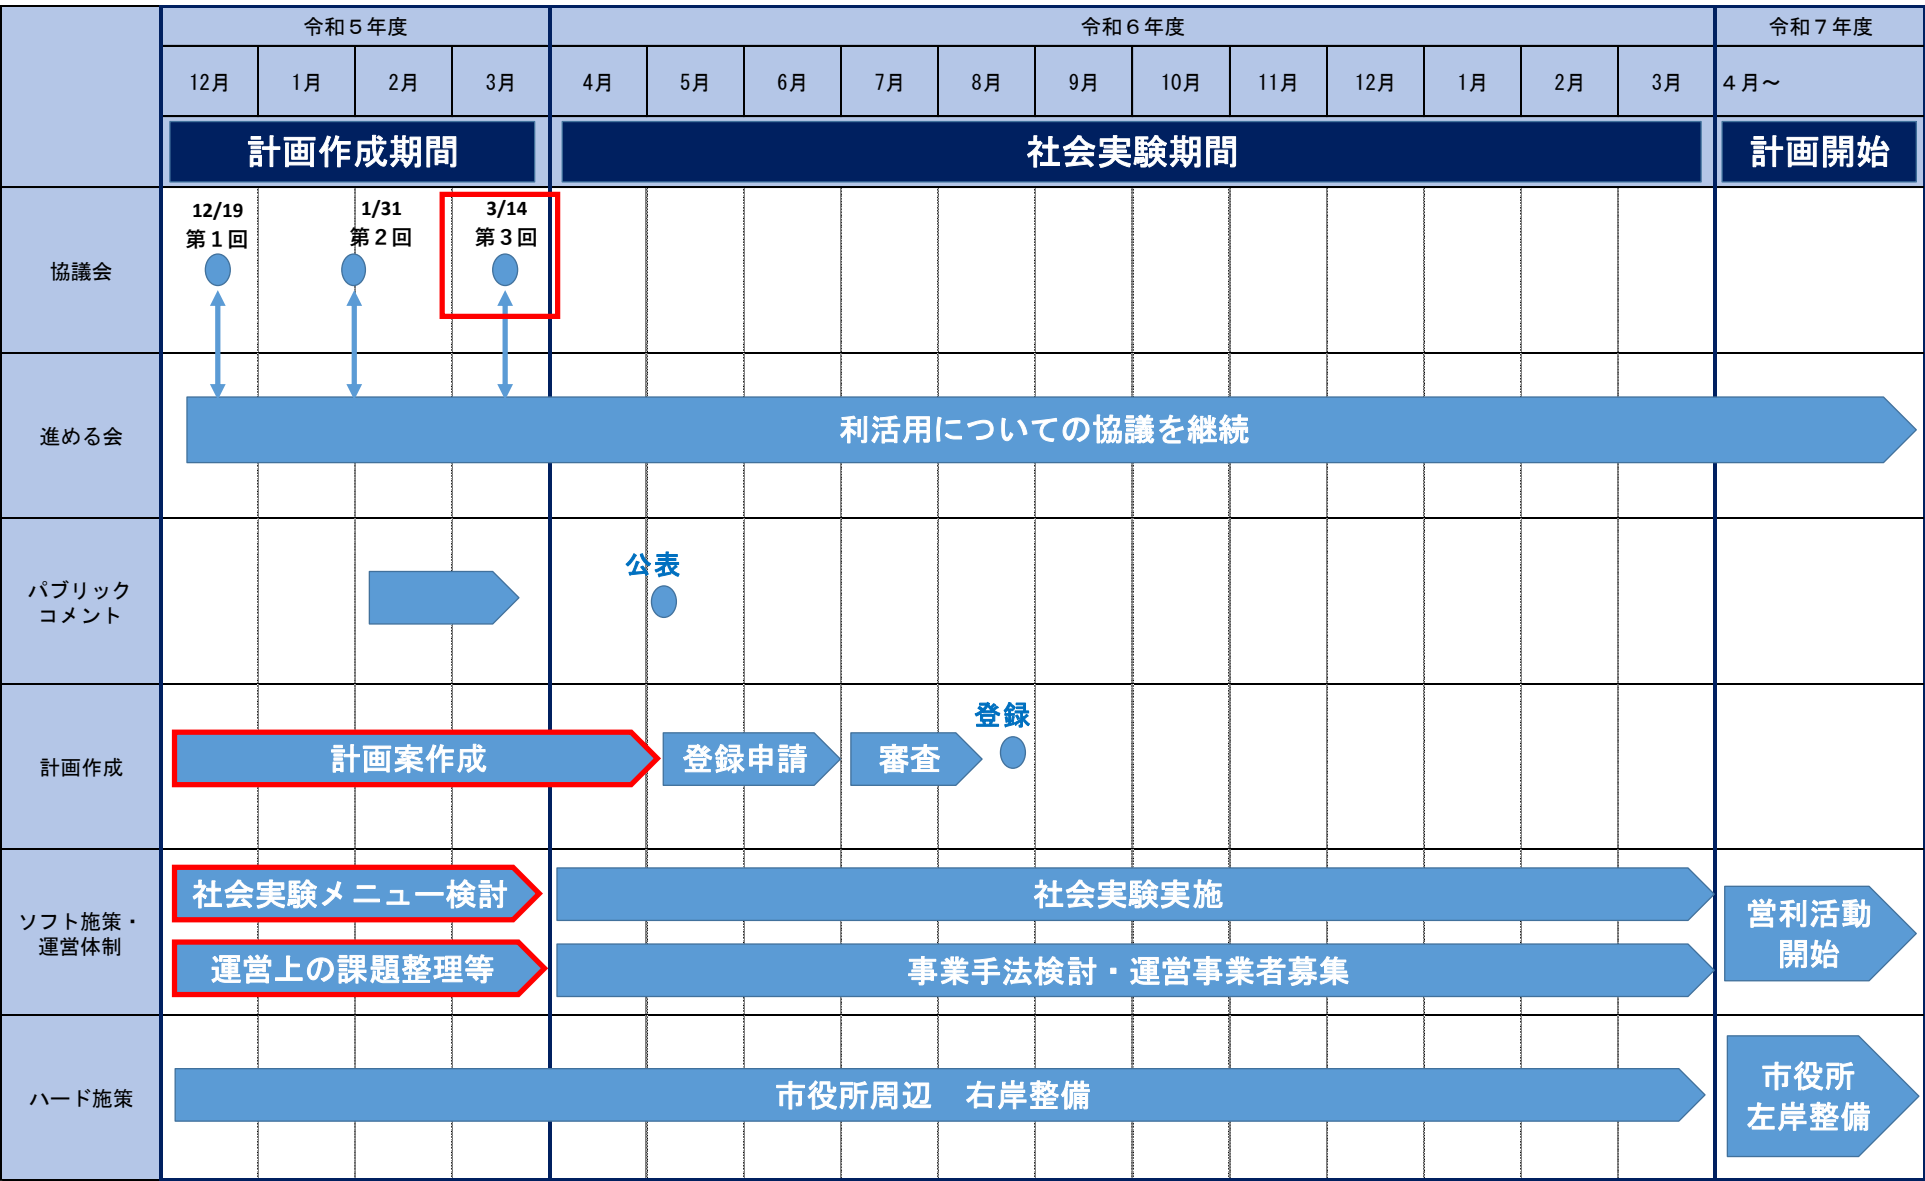 令和５年度
令和６年度
令和７年度
12月
1月
2月
3月
4月
5月
6月
7月
8月
9月
10月
11月
12月
1月
2月
3月
４月～
計画作成期間
社会実験期間
計画開始
協議会
12/19
第１回
1/31
第２回
3/14
第３回
進める会
利活用についての協議を継続
パブリック
コメント
公表
計画作成
計画案作成
登録申請
審査
登録
ソフト施策・
運営体制
社会実験メニュー検討
社会実験実施
運営上の課題整理等
事業手法検討・運営事業者募集
営利活動
開始
ハード施策
市役所周辺　右岸整備
市役所
左岸整備